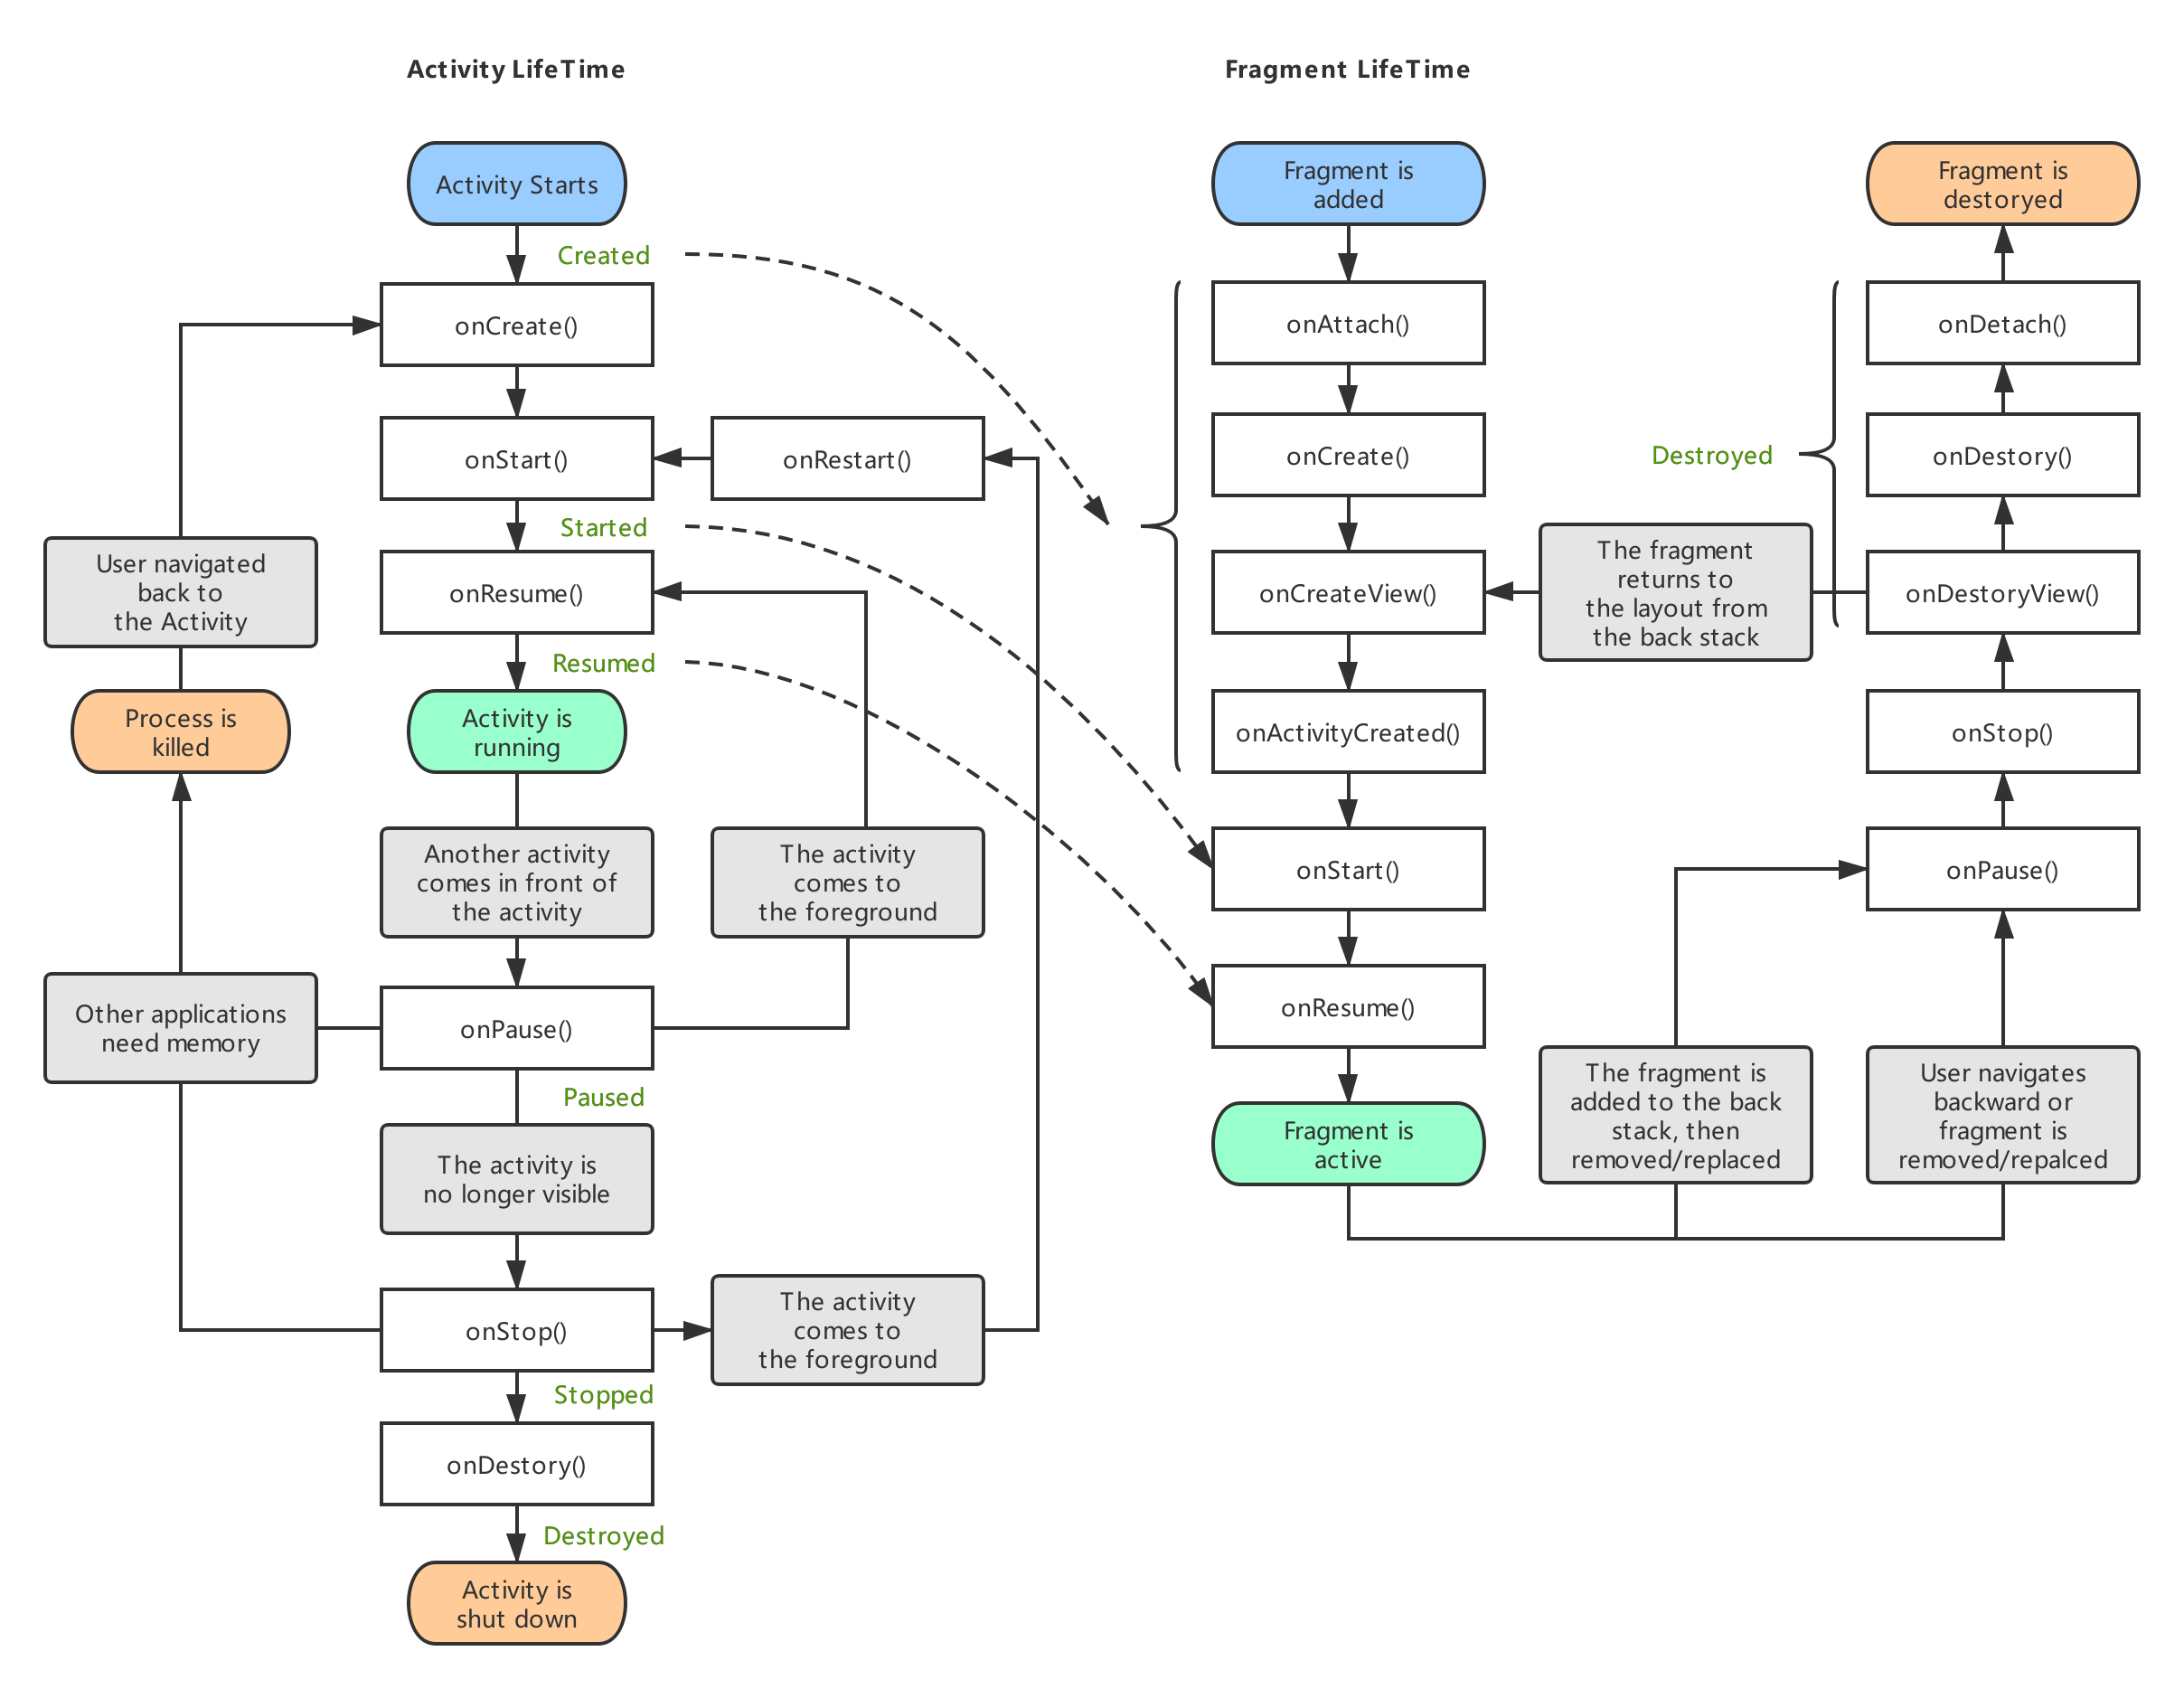 Activity LifeTime
Fragment LifeTime
Activity Starts
Created
onCreate()
onStart()
onRestart()
Started
onResume()
Resumed
User navigated
back to
the Activity
Process is
killed
Activity is
running
Another activity
comes in front of
the activity
The activity
comes to
the foreground
Other applications
need memory
onPause()
Paused
The activity is
no longer visible
onStop()
The activity
comes to
the foreground
Stopped
onDestory()
Destroyed
Activity is
shut down
Fragment is
added
onAttach()
onCreate()
onCreateView()
onActivityCreated()
onStart()
onResume()
Fragment is
active
Fragment is
destoryed
onDetach()
Destroyed
onDestory()
The fragment
returns to
the layout from
the back stack
onDestoryView()
onStop()
onPause()
The fragment is
added to the back
stack, then
removed/replaced
User navigates
backward or
fragment is
removed/repalced